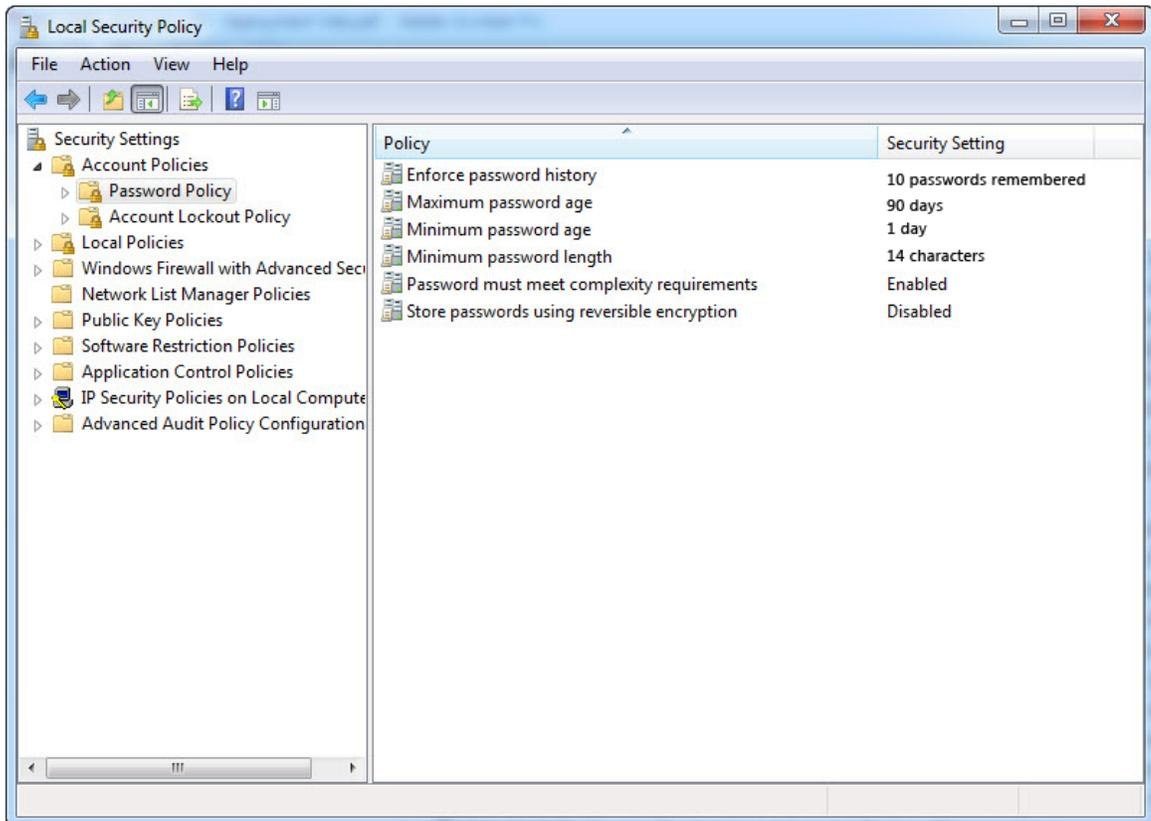 Local Security Policy
File Action View Help
Security Settings
Account Policies
Password Policy
Account Lockout Policy
Local Policies
Windows Firewall with Advanced Secu
Network List Manager Policies
Public Key Policies
Software Restriction Policies
Application Control Policies
IP Security Policies on Local Compute
Advanced Audit Policy Configuration
Policy Security Setting
Enforce password history 10 passwords remembered
Maximum password age 90 days
Minimum password age 1 day
Minimum password length 14 characters
Password must meet complexity requirements Enabled
Store passwords using reversible encryption Disabled